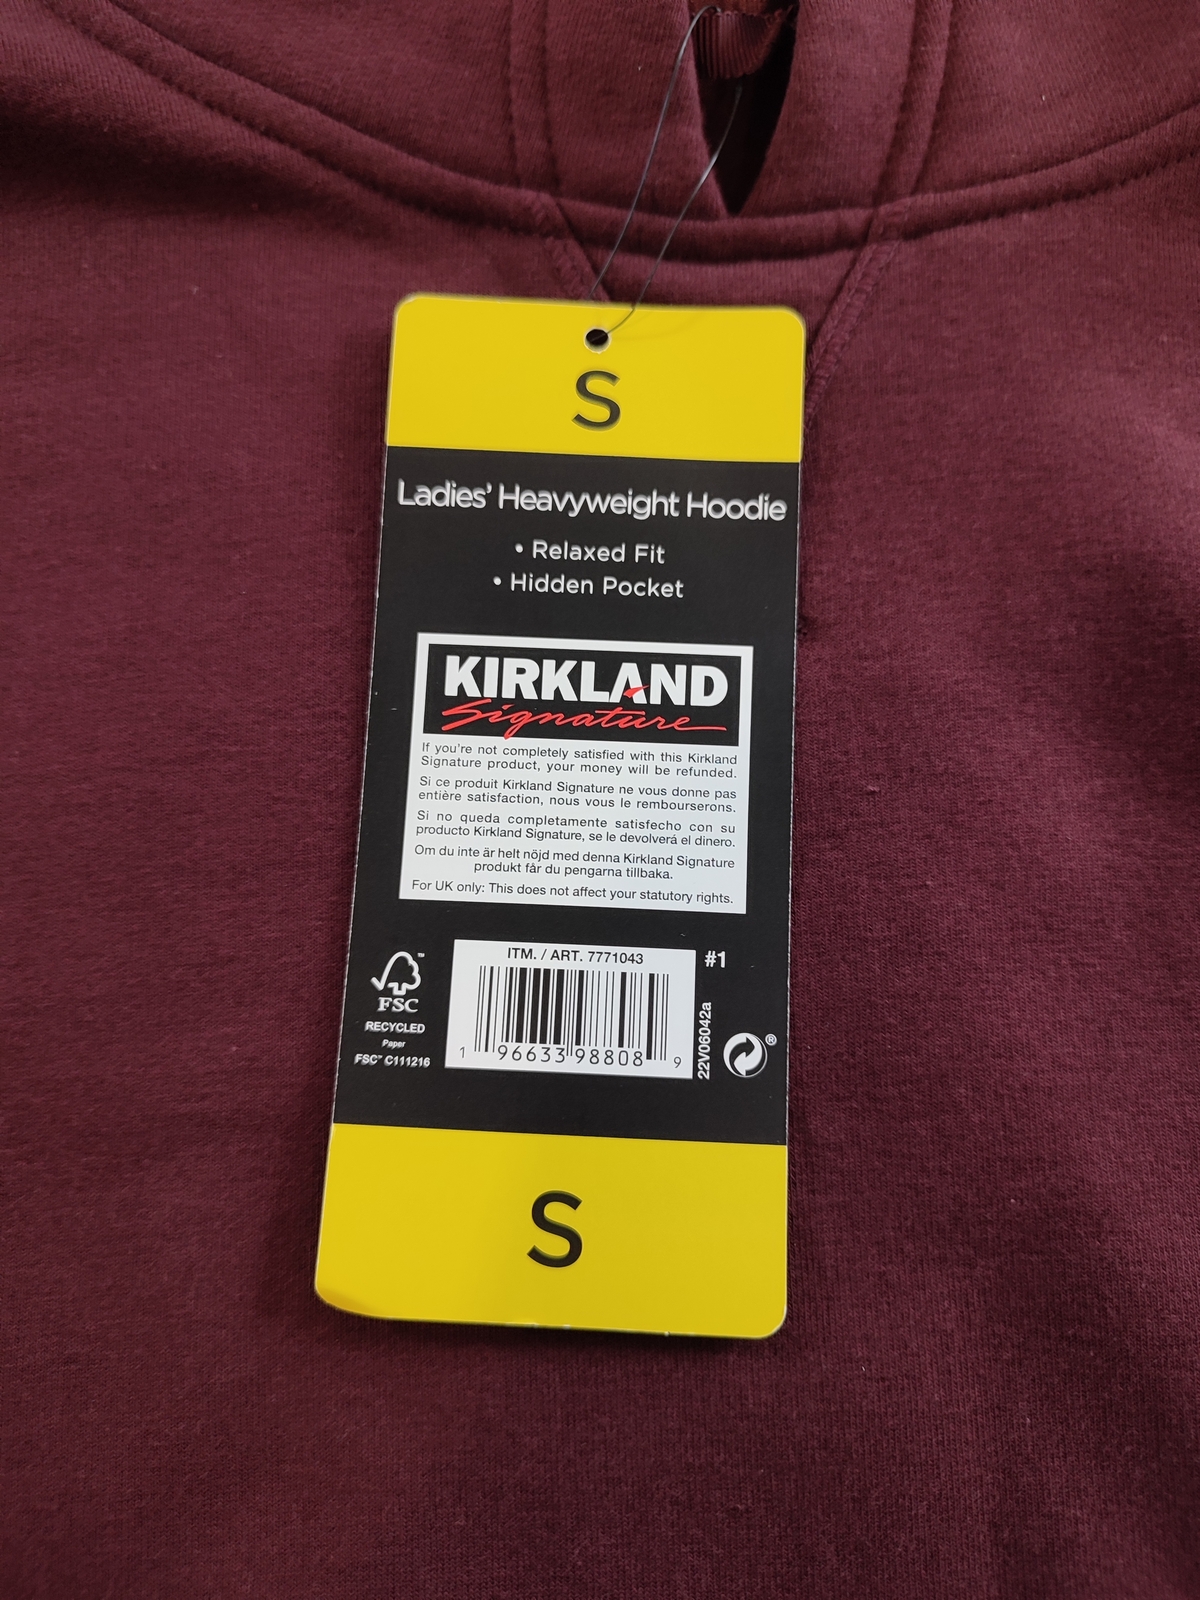 S
Ladies' Heavyweight Hoodie
• Relaxed Fit
• Hidden Pocket
KIRKLAND
Signature
If you're not completely satisfied with this Kirkland
Signature product, your money will be refunded.
Si ce produit Kirkland Signature ne vous donne pas
entière satisfaction, nous vous le rembourserons.
Si no queda completamente satisfecho con su
producto Kirkland Signature, se le devolverá el dinero.
Om du inte är helt nöjd med denna Kirkland Signature
produkt får du pengarna tillbaka.
For UK only: This does not affect your statutory rights.
ITM. / ART. 7771043
#1
1 96633 98808 9
22V06042a
®
™
FSC
RECYCLED
Paper
FSC™ C111216
S